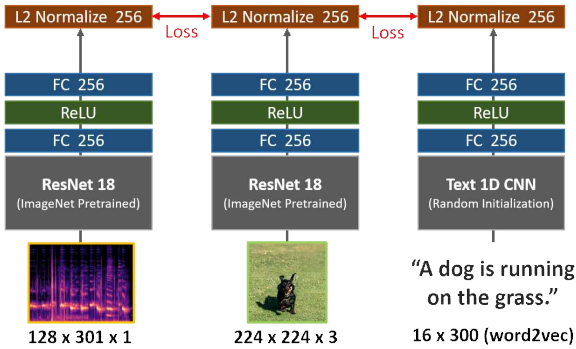 L2 Normalize 256
Loss
L2 Normalize 256
Loss
L2 Normalize 256
FC 256
FC 256
FC 256
ReLU
ReLU
ReLU
FC 256
FC 256
FC 256
ResNet 18
(ImageNet Pretrained)
ResNet 18
(ImageNet Pretrained)
Text 1D CNN
(Random Initialization)
“A dog is running
on the grass.”
128 x 301 x 1
224 x 224 x 3
16 x 300 (word2vec)